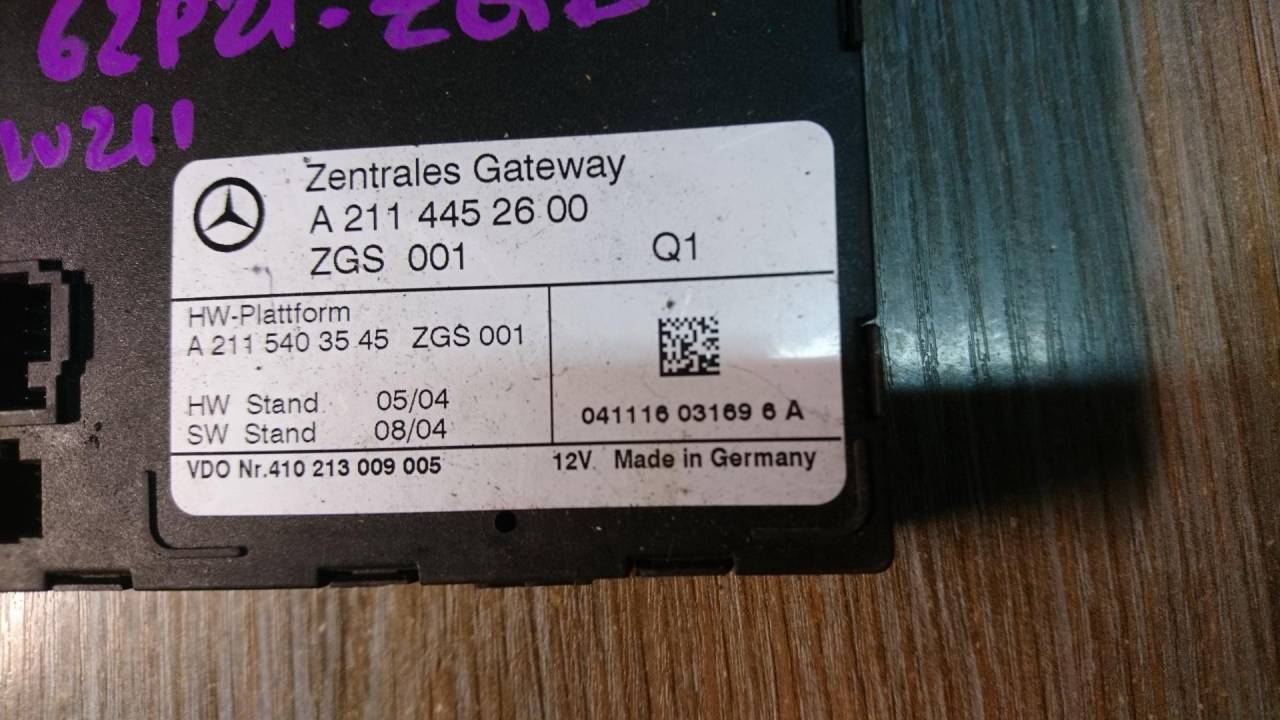 W211
Zentrales Gateway
A 211 445 26 00
ZGS 001 Q1
HW-Plattform
A 211 540 35 45 ZGS 001
HW Stand 05/04
SW Stand 08/04
041116 03169 6 A
VDO Nr.410 213 009 005 12V Made in Germany